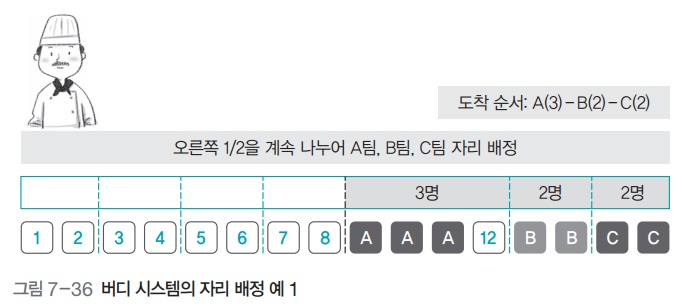 도착 순서: A(3)-B(2)-C(2)
오른쪽 1/2을 계속 나누어 A팀, B팀, C팀 자리 배정
3명 2명 2명
1 2 3 4 5 6 7 8 A A A 12 B B C C
그림 7-36 버디 시스템의 자리 배정 예 1